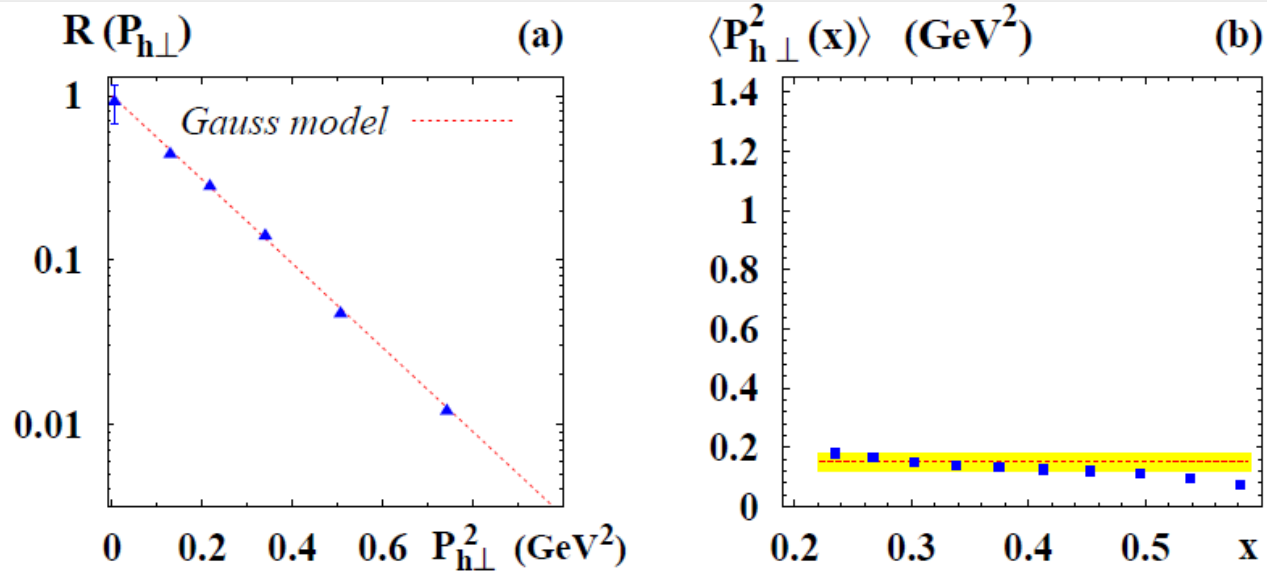 R (P_h⊥) (a)
1
Gauss model
0.1
0.01
0 0.2 0.4 0.6 P²_h⊥ (GeV²)
⟨P²_h⊥(x)⟩ (GeV²) (b)
1.4
1.2
1
0.8
0.6
0.4
0.2
0
0.2 0.3 0.4 0.5 x